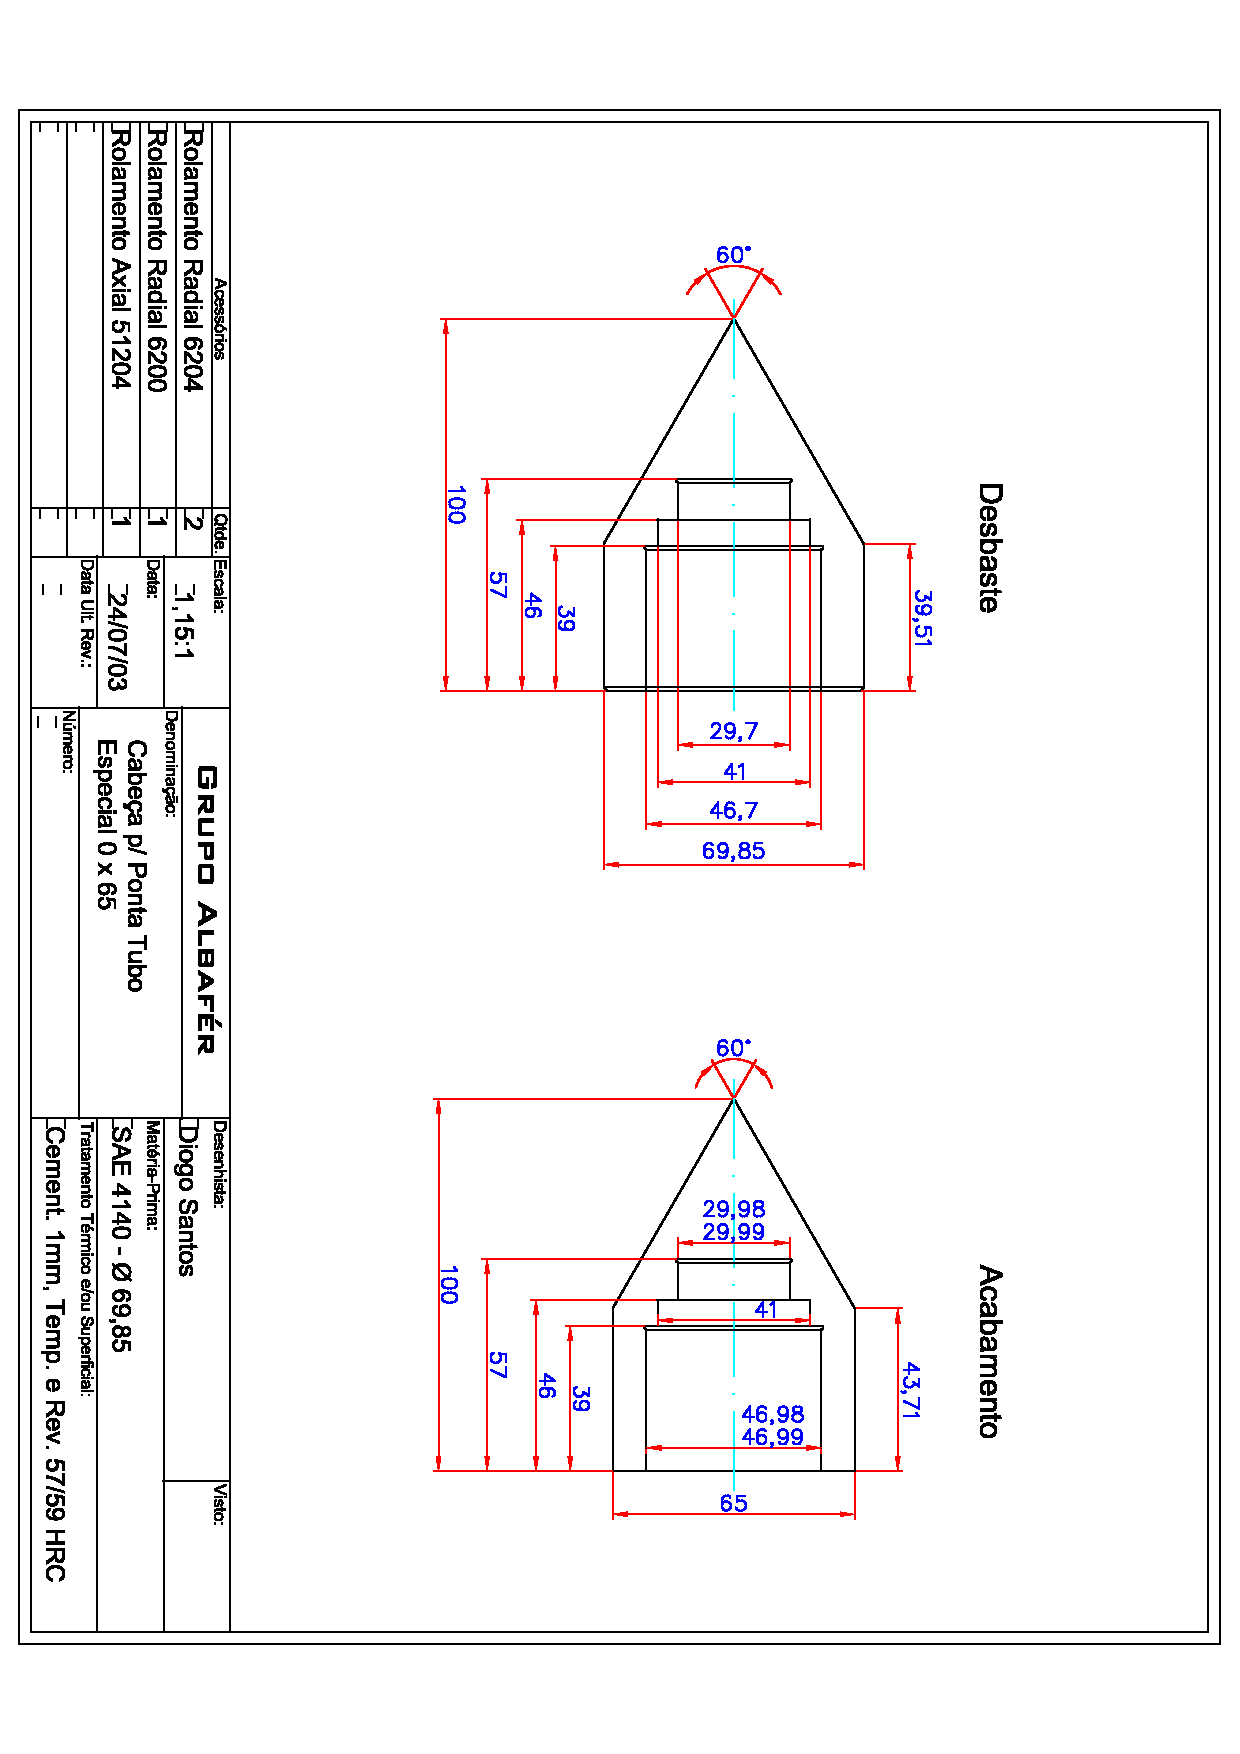 Desbaste
60°
39,51
100
57
46
39
29,7
41
46,7
69,85
Acabamento
60°
43,71
100
57
46
39
29,98
29,99
41
46,98
46,99
65
Acessórios
Qtde.
Rolamento Radial 6204
2
Rolamento Radial 6200
1
Rolamento Axial 51204
1
Escala:
1,15:1
Data:
24/07/03
Data Ult. Rev.:
GRUPO ALBAFÉR
Denominação:
Cabeça p/ Ponta Tubo
Especial 0 x 65
Número:
Desenhista:
Diogo Santos
Visto:
Matéria-Prima:
SAE 4140 - Ø 69,85
Tratamento Térmico e/ou Superficial:
Cement. 1mm, Temp. e Rev. 57/59 HRC